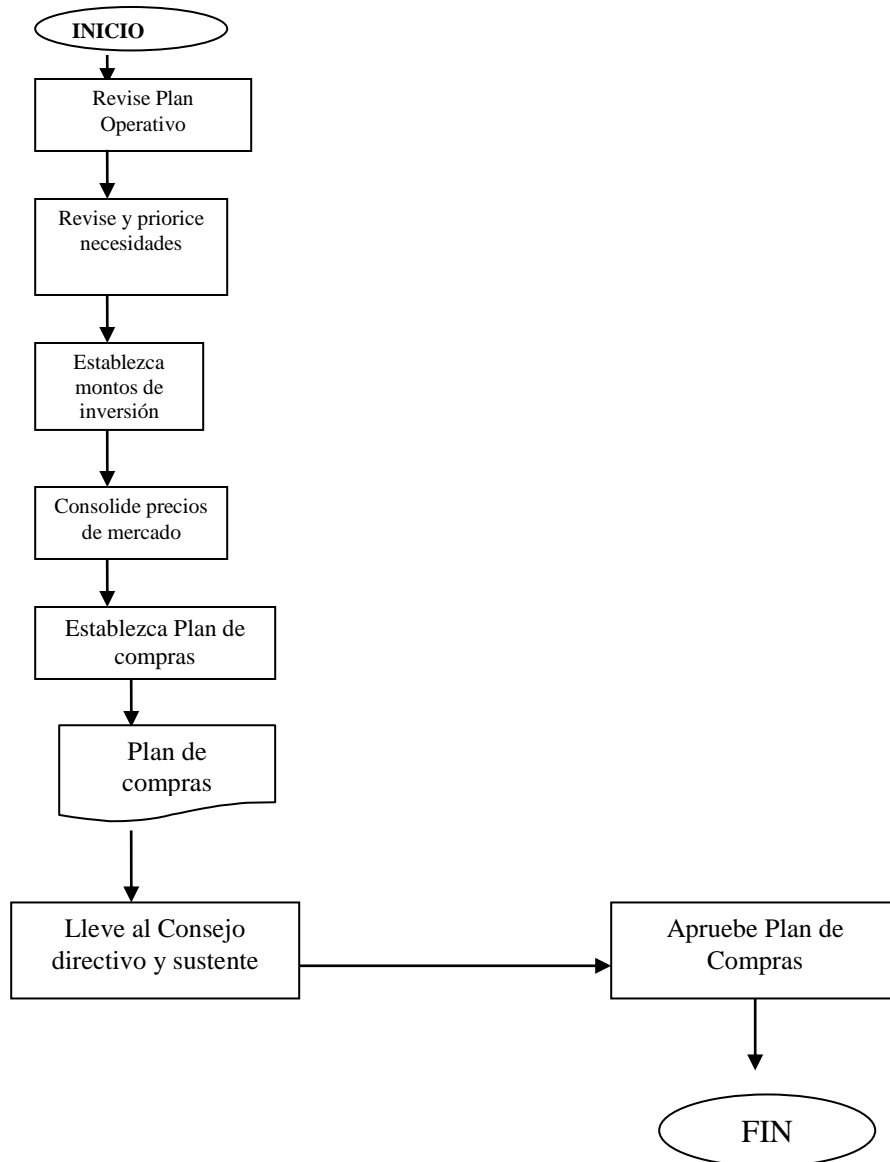 INICIO
Revise Plan
Operativo
Revise y priorice
necesidades
Establezca
montos de
inversión
Consolide precios
de mercado
Establezca Plan de
compras
Plan de
compras
Lleve al Consejo
directivo y sustente
Apruebe Plan de
Compras
FIN